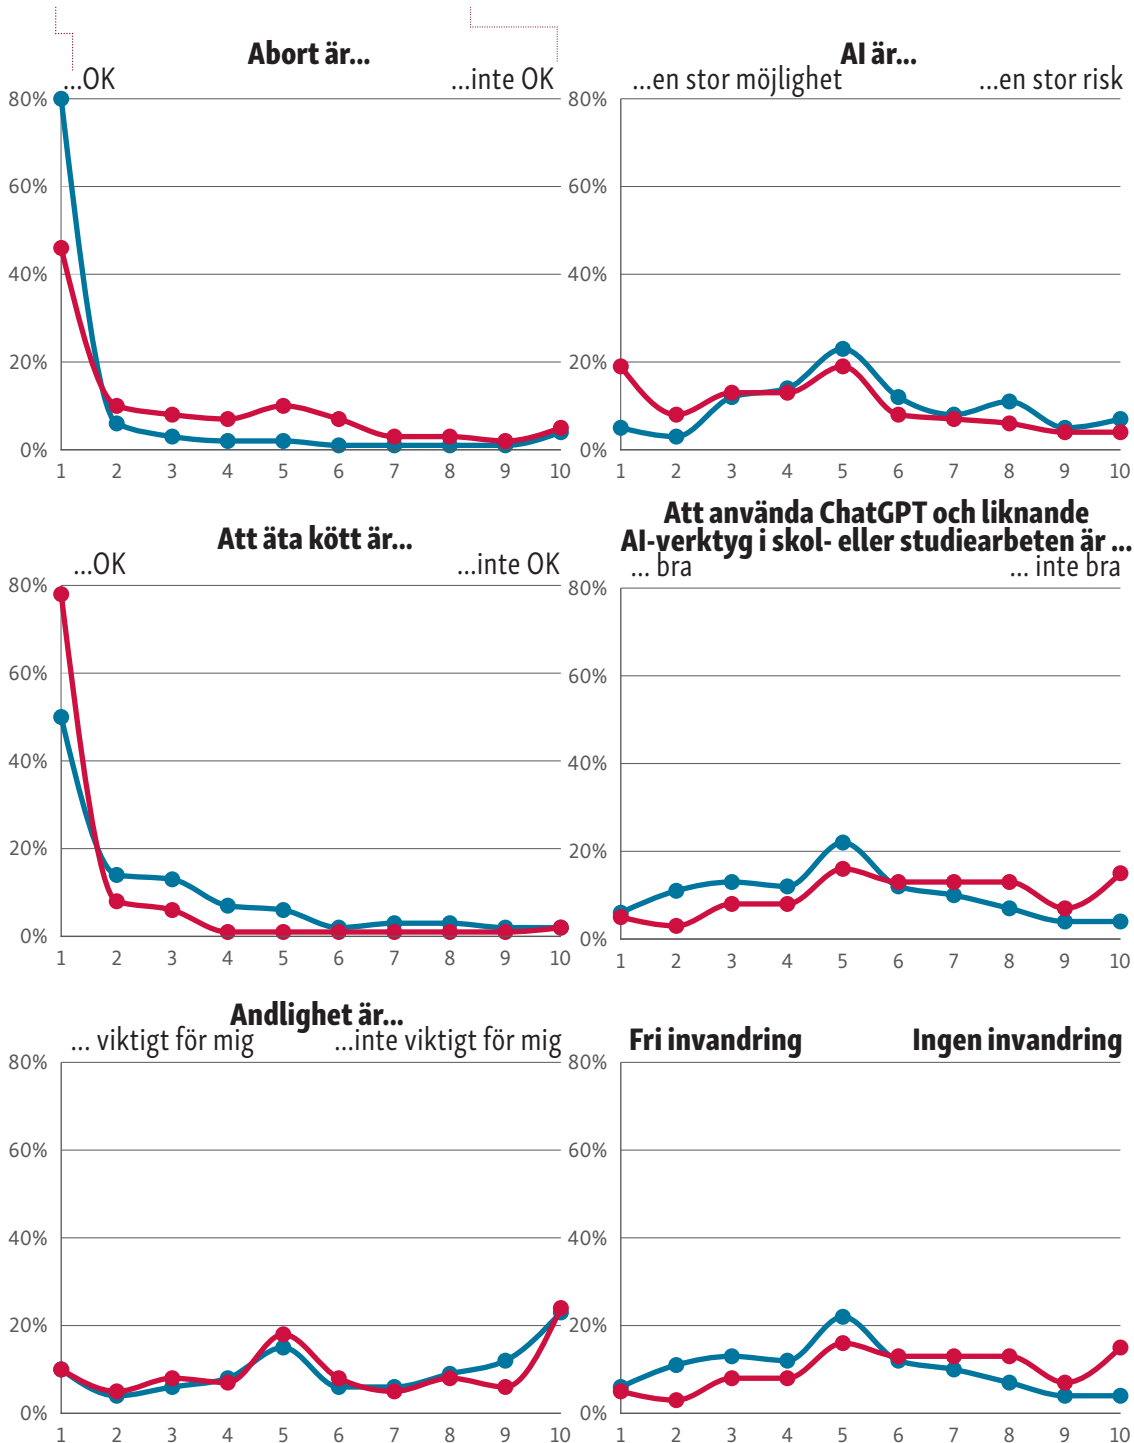 Abort är...
...OK
...inte OK
80%
60%
40%
20%
0%
1 2 3 4 5 6 7 8 9 10
AI är...
...en stor möjlighet
...en stor risk
80%
60%
40%
20%
0%
1 2 3 4 5 6 7 8 9 10
Att äta kött är...
...OK
...inte OK
80%
60%
40%
20%
0%
1 2 3 4 5 6 7 8 9 10
Att använda ChatGPT och liknande
AI-verktyg i skol- eller studiearbeten är ...
... bra
... inte bra
80%
60%
40%
20%
0%
1 2 3 4 5 6 7 8 9 10
Andlighet är...
... viktigt för mig
...inte viktigt för mig
80%
60%
40%
20%
0%
1 2 3 4 5 6 7 8 9 10
Fri invandring
Ingen invandring
80%
60%
40%
20%
0%
1 2 3 4 5 6 7 8 9 10